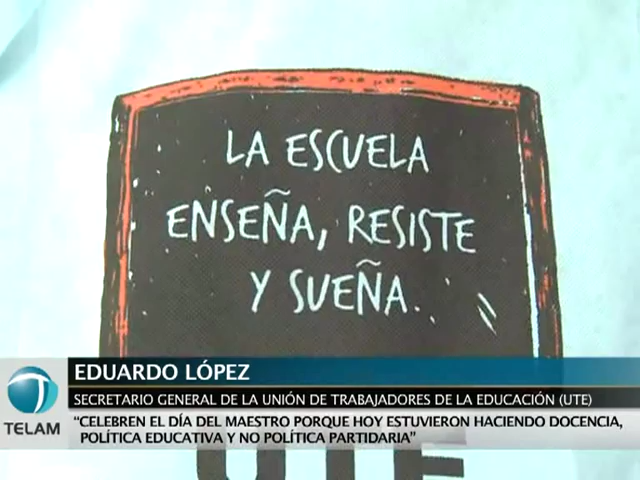 LA ESCUELA
ENSEÑA, RESISTE
Y SUEÑA.
EDUARDO LÓPEZ
SECRETARIO GENERAL DE LA UNIÓN DE TRABAJADORES DE LA EDUCACIÓN (UTE)
TELAM
“CELEBREN EL DÍA DEL MAESTRO PORQUE HOY ESTUVIERON HACIENDO DOCENCIA,
POLÍTICA EDUCATIVA Y NO POLÍTICA PARTIDARIA”
UTE